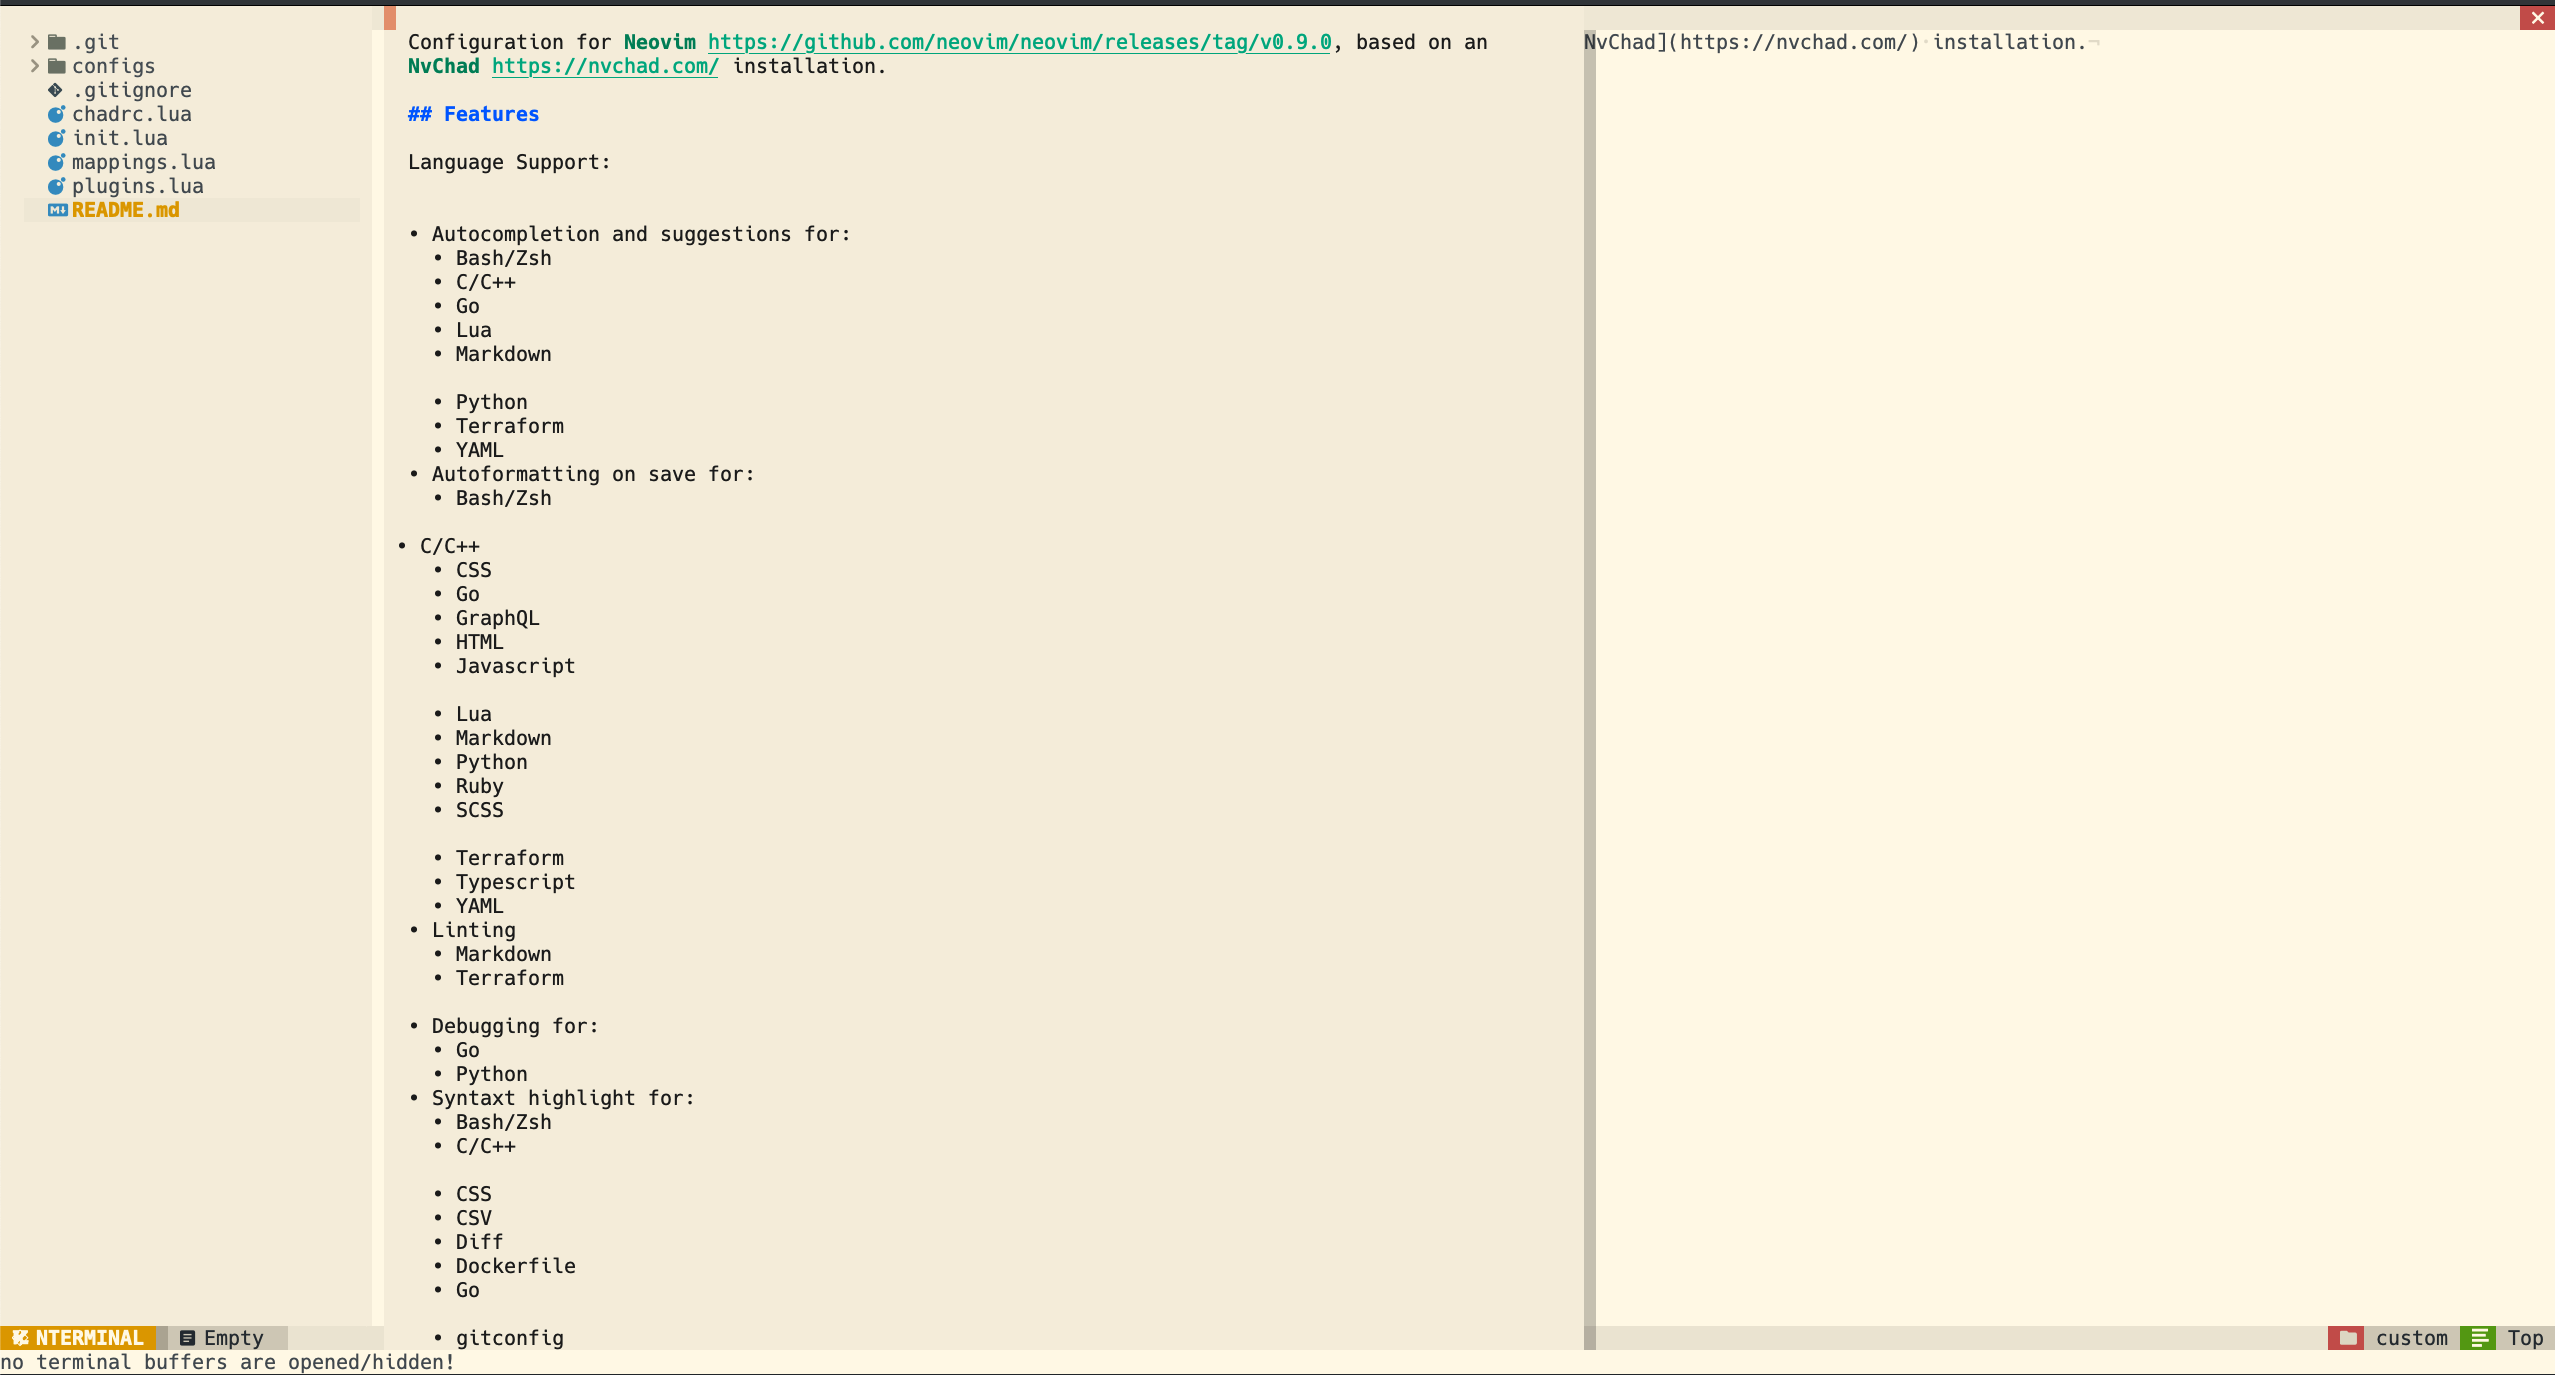 .git
configs
.gitignore
chadrc.lua
init.lua
mappings.lua
plugins.lua
README.md
Configuration for Neovim https://github.com/neovim/neovim/releases/tag/v0.9.0, based on an
NvChad https://nvchad.com/ installation.
## Features
Language Support:
• Autocompletion and suggestions for:
• Bash/Zsh
• C/C++
• Go
• Lua
• Markdown
• Python
• Terraform
• YAML
• Autoformatting on save for:
• Bash/Zsh
• C/C++
• CSS
• Go
• GraphQL
• HTML
• Javascript
• Lua
• Markdown
• Python
• Ruby
• SCSS
• Terraform
• Typescript
• YAML
• Linting
• Markdown
• Terraform
• Debugging for:
• Go
• Python
• Syntaxt highlight for:
• Bash/Zsh
• C/C++
• CSS
• CSV
• Diff
• Dockerfile
• Go
• gitconfig
NvChad](https://nvchad.com/)·installation.¬
NTERMINAL Empty
custom Top
no terminal buffers are opened/hidden!